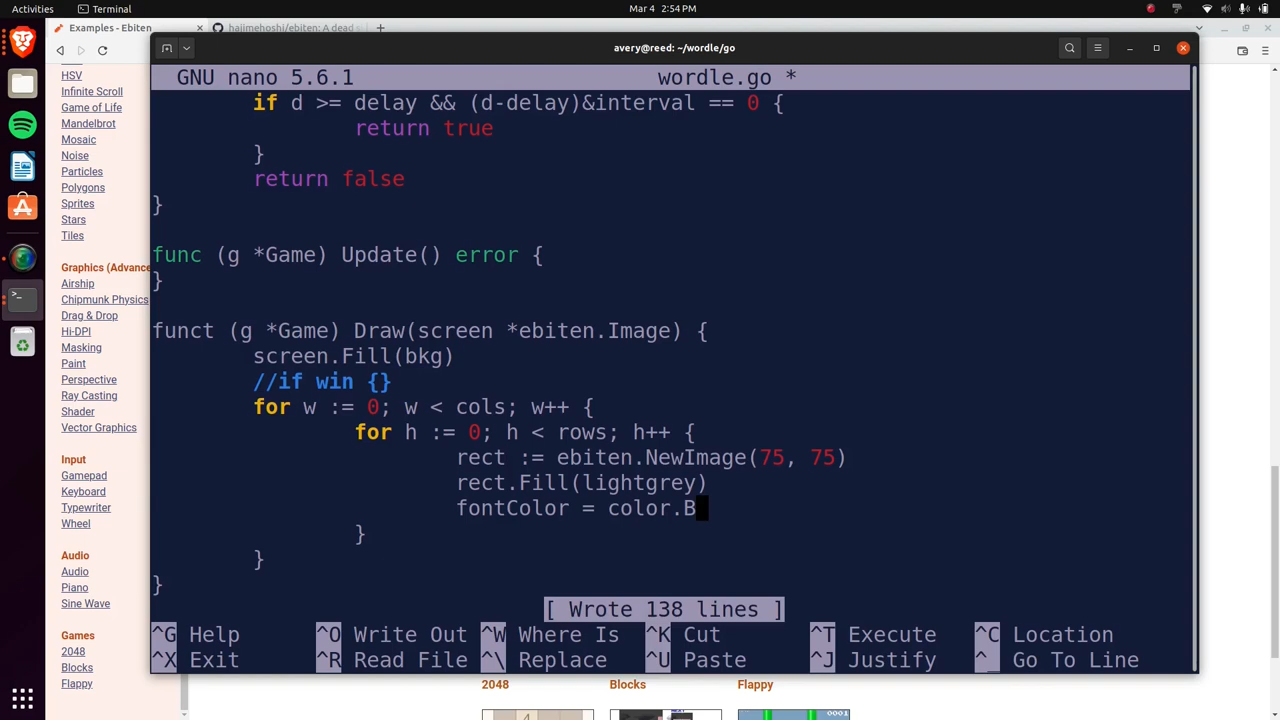 Activities
Terminal
Mar 4 2:54 PM
Examples - Ebiten
hajimehoshi/ebiten: A dead s
avery@reed: ~/wordle/go
HSV
Infinite Scroll
Game of Life
Mandelbrot
Mosaic
Noise
Particles
Polygons
Sprites
Stars
Tiles
Graphics (Advance
Airship
Chipmunk Physics
Drag & Drop
Hi-DPI
Masking
Paint
Perspective
Ray Casting
Shader
Vector Graphics
Input
Gamepad
Keyboard
Typewriter
Wheel
Audio
Audio
Piano
Sine Wave
Games
2048
Blocks
Flappy
GNU nano 5.6.1 wordle.go *
if d >= delay && (d-delay)&interval == 0 {
return true
}
return false
}
func (g *Game) Update() error {
}
funct (g *Game) Draw(screen *ebiten.Image) {
screen.Fill(bkg)
//if win {}
for w := 0; w < cols; w++ {
for h := 0; h < rows; h++ {
rect := ebiten.NewImage(75, 75)
rect.Fill(lightgrey)
fontColor = color.B
}
}
}
[ Wrote 138 lines ]
^G Help ^O Write Out ^W Where Is ^K Cut ^T Execute ^C Location
^X Exit ^R Read File ^\ Replace ^U Paste ^J Justify ^_ Go To Line
2048
Blocks
Flappy
4
0001